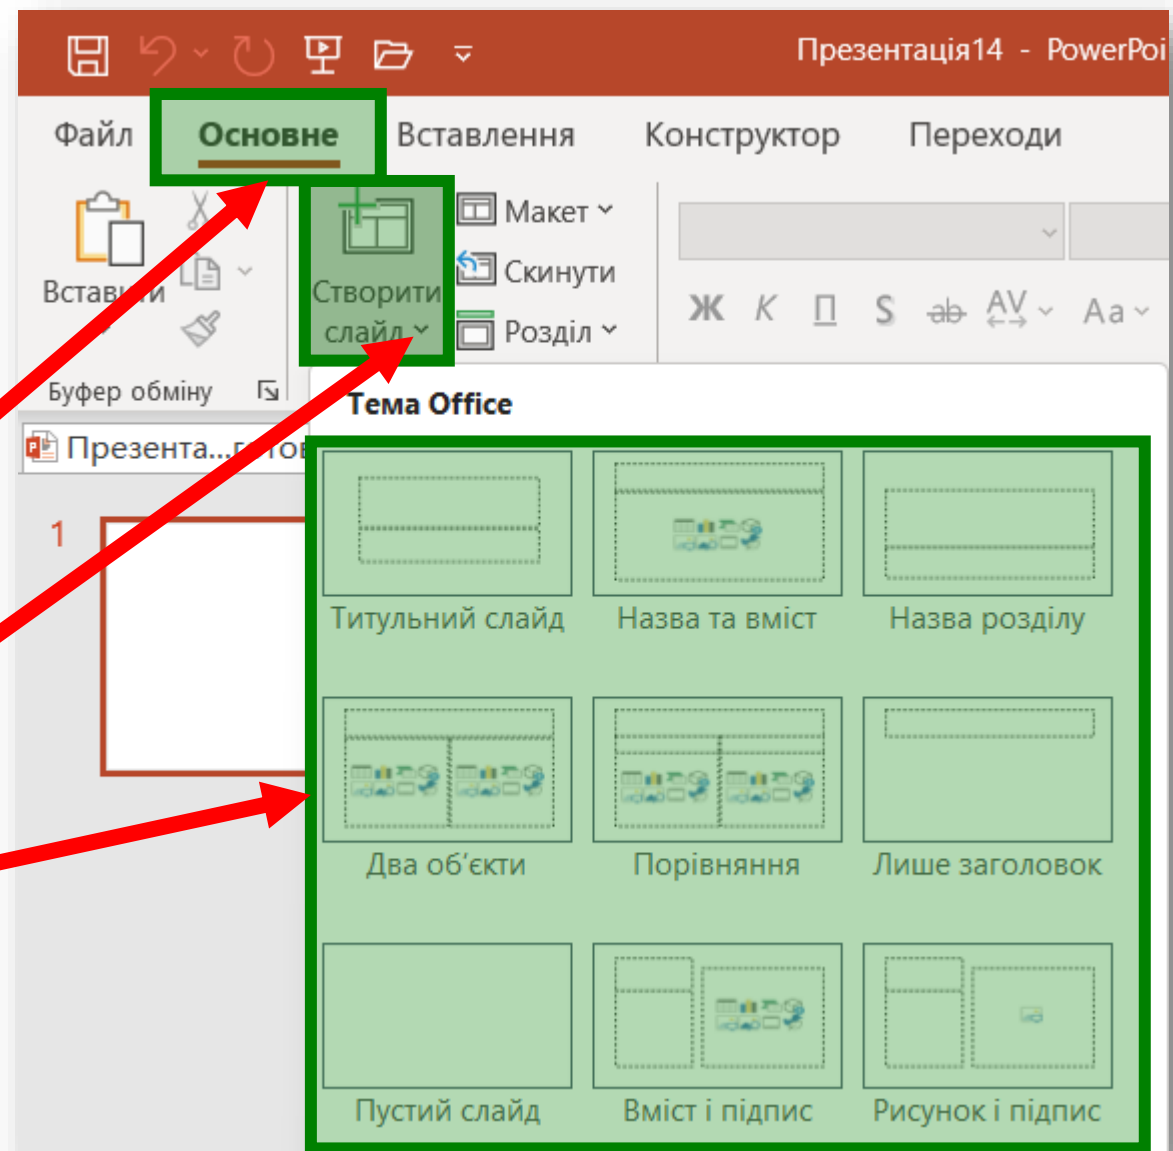 Презентація14 - PowerPoi
Файл Основне Вставлення Конструктор Переходи
Вставити
Створити
слайд
Макет
Скинути
Розділ
Ж К П S ab AV Aa
Буфер обміну
Тема Office
1
Титульний слайд Назва та вміст Назва розділу
Два об'єкти Порівняння Лише заголовок
Пустий слайд Вміст і підпис Рисунок і підпис